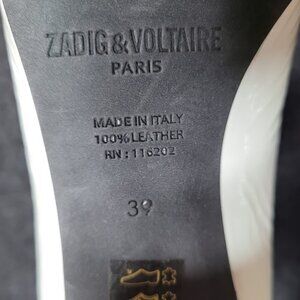 ZADIG&VOLTAIRE
PARIS
MADE IN ITALY
100% LEATHER
RN : 116202
39